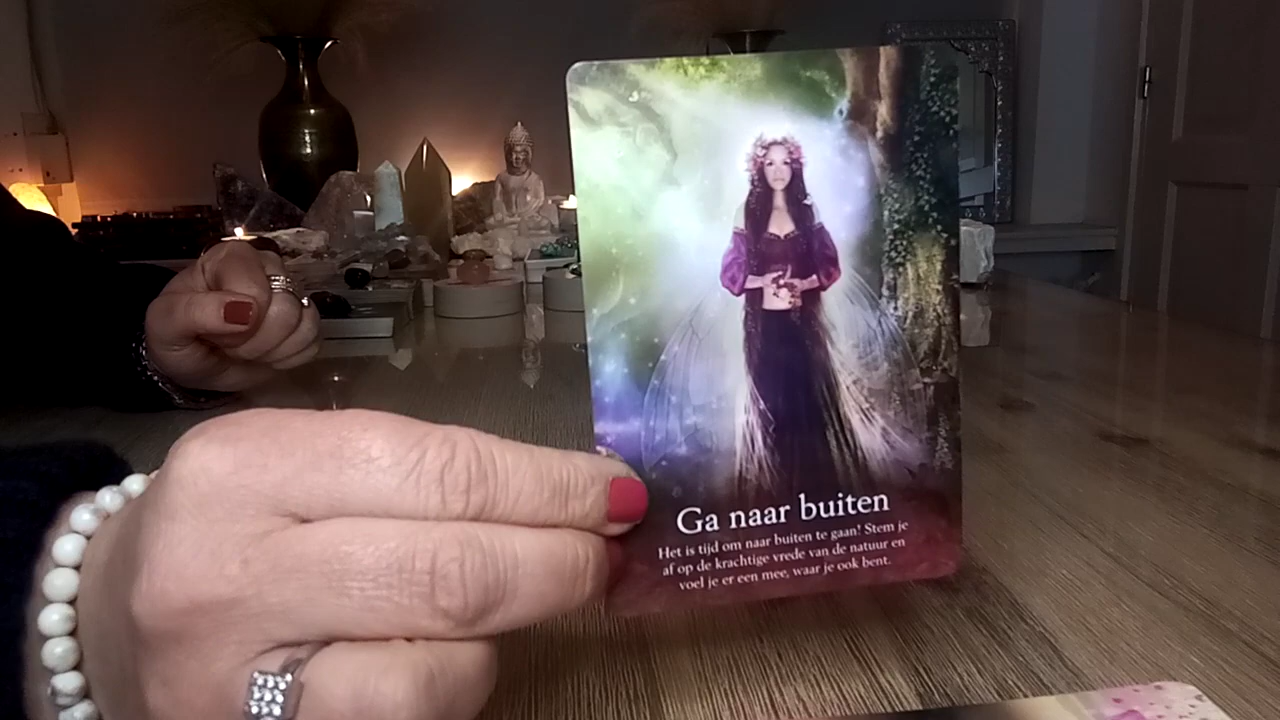 Ga naar buiten
Het is tijd om naar buiten te gaan! Stem je
af op de krachtige vrede van de natuur en
voel je er een mee, waar je ook bent.